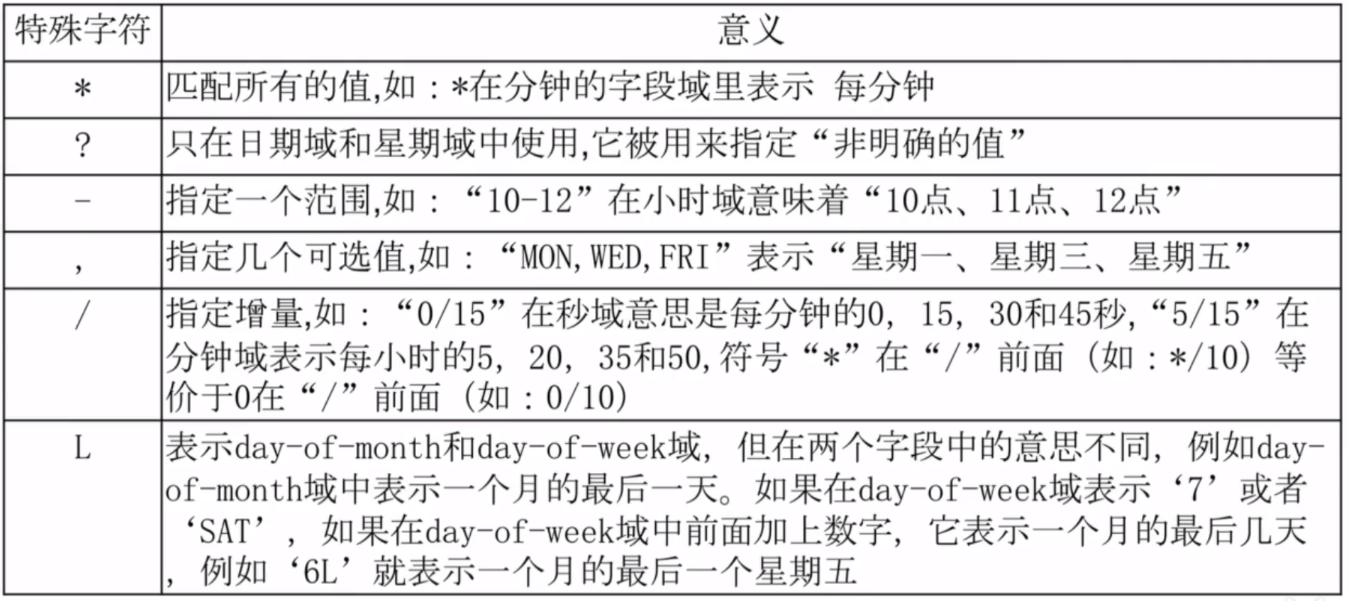 特殊字符 意义
* 匹配所有的值,如：*在分钟的字段域里表示 每分钟
? 只在日期域和星期域中使用,它被用来指定“非明确的值”
- 指定一个范围,如：“10-12”在小时域意味着“10点、11点、12点”
, 指定几个可选值,如：“MON,WED,FRI”表示“星期一、星期三、星期五”
/ 指定增量,如：“0/15”在秒域意思是每分钟的0, 15, 30和45秒,“5/15”在
分钟域表示每小时的5, 20, 35和50,符号“*”在“/”前面（如：*/10）等
价于0在“/”前面（如：0/10）
L 表示day-of-month和day-of-week域, 但在两个字段中的意思不同, 例如day-
of-month域中表示一个月的最后一天。如果在day-of-week域表示‘7’或者
‘SAT’, 如果在day-of-week域中前面加上数字, 它表示一个月的最后几天
, 例如‘6L’就表示一个月的最后一个星期五